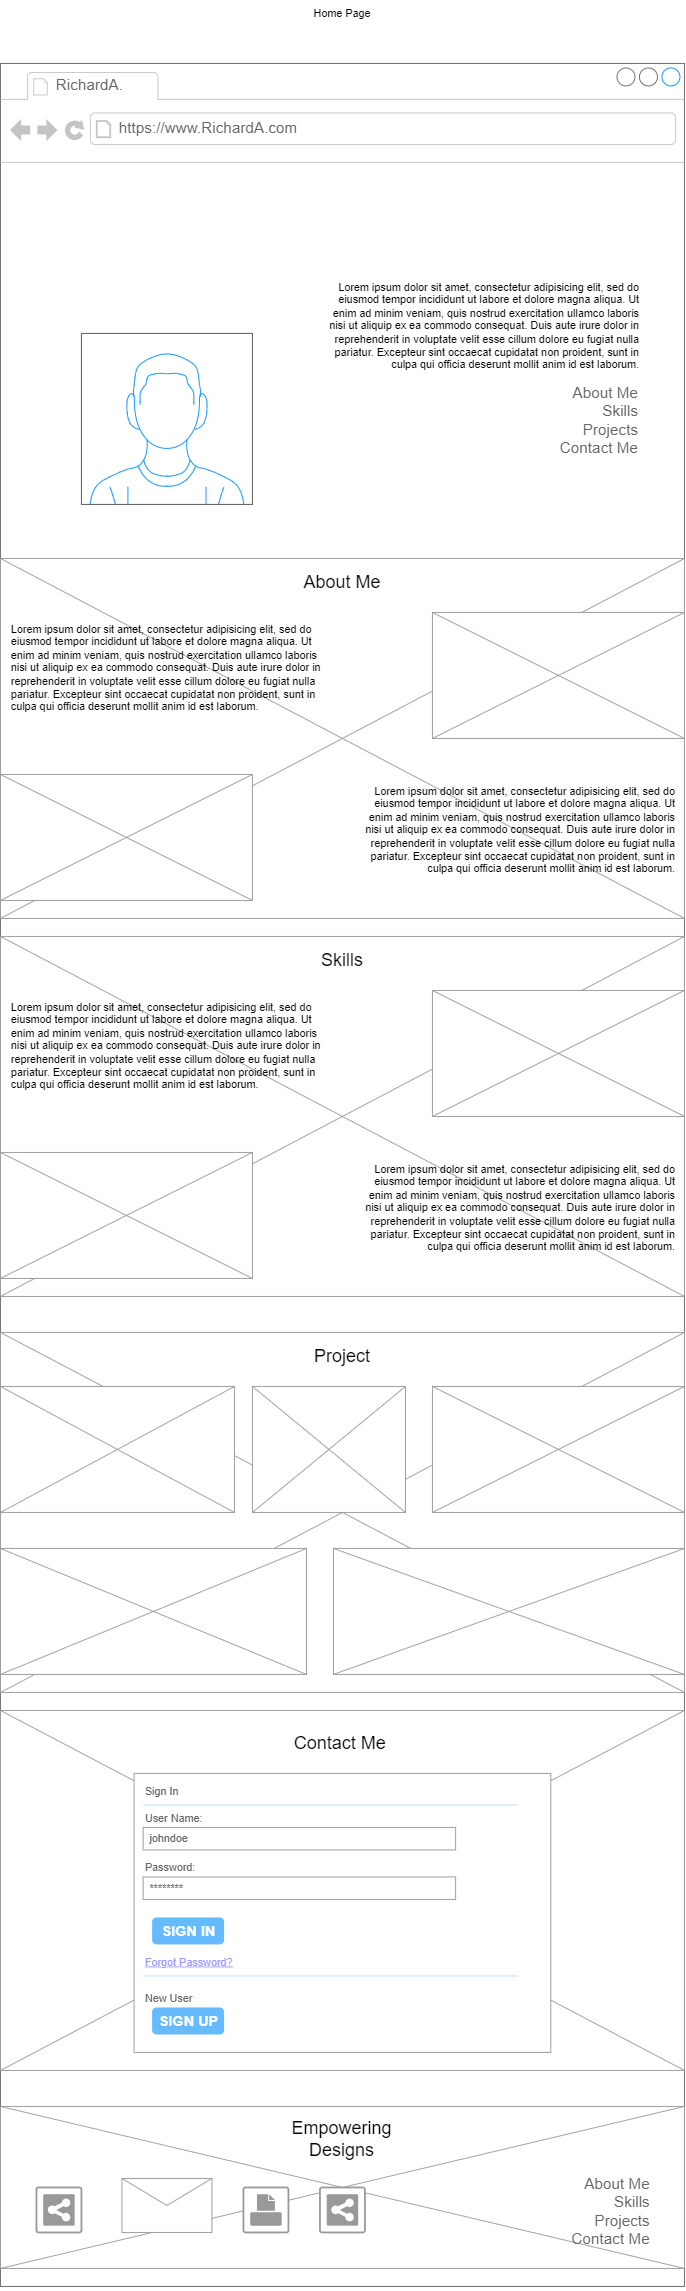 Home Page
RichardA.
https://www.RichardA.com
Lorem ipsum dolor sit amet, consectetur adipisicing elit, sed do
eiusmod tempor incididunt ut labore et dolore magna aliqua. Ut
enim ad minim veniam, quis nostrud exercitation ullamco laboris
nisi ut aliquip ex ea commodo consequat. Duis aute irure dolor in
reprehenderit in voluptate velit esse cillum dolore eu fugiat nulla
pariatur. Excepteur sint occaecat cupidatat non proident, sunt in
culpa qui officia deserunt mollit anim id est laborum.
About Me
Skills
Projects
Contact Me
About Me
Lorem ipsum dolor sit amet, consectetur adipisicing elit, sed do
eiusmod tempor incididunt ut labore et dolore magna aliqua. Ut
enim ad minim veniam, quis nostrud exercitation ullamco laboris
nisi ut aliquip ex ea commodo consequat. Duis aute irure dolor in
reprehenderit in voluptate velit esse cillum dolore eu fugiat nulla
pariatur. Excepteur sint occaecat cupidatat non proident, sunt in
culpa qui officia deserunt mollit anim id est laborum.
Lorem ipsum dolor sit amet, consectetur adipisicing elit, sed do
eiusmod tempor incididunt ut labore et dolore magna aliqua. Ut
enim ad minim veniam, quis nostrud exercitation ullamco laboris
nisi ut aliquip ex ea commodo consequat. Duis aute irure dolor in
reprehenderit in voluptate velit esse cillum dolore eu fugiat nulla
pariatur. Excepteur sint occaecat cupidatat non proident, sunt in
culpa qui officia deserunt mollit anim id est laborum.
Skills
Lorem ipsum dolor sit amet, consectetur adipisicing elit, sed do
eiusmod tempor incididunt ut labore et dolore magna aliqua. Ut
enim ad minim veniam, quis nostrud exercitation ullamco laboris
nisi ut aliquip ex ea commodo consequat. Duis aute irure dolor in
reprehenderit in voluptate velit esse cillum dolore eu fugiat nulla
pariatur. Excepteur sint occaecat cupidatat non proident, sunt in
culpa qui officia deserunt mollit anim id est laborum.
Lorem ipsum dolor sit amet, consectetur adipisicing elit, sed do
eiusmod tempor incididunt ut labore et dolore magna aliqua. Ut
enim ad minim veniam, quis nostrud exercitation ullamco laboris
nisi ut aliquip ex ea commodo consequat. Duis aute irure dolor in
reprehenderit in voluptate velit esse cillum dolore eu fugiat nulla
pariatur. Excepteur sint occaecat cupidatat non proident, sunt in
culpa qui officia deserunt mollit anim id est laborum.
Project
Contact Me
Sign In
User Name:
johndoe
Password:
********
SIGN IN
Forgot Password?
New User
SIGN UP
Empowering
Designs
About Me
Skills
Projects
Contact Me